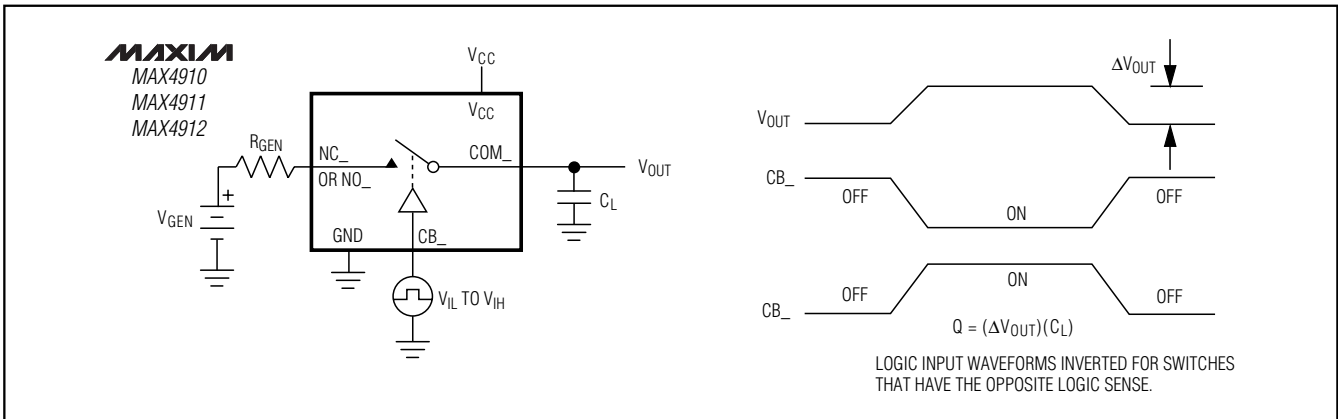 MAXIM
MAX4910
MAX4911
MAX4912
VCC
VCC
RGEN
NC_
OR NO_
COM_
VOUT
CL
VGEN
+
GND
CB_
VIL TO VIH
ΔVOUT
VOUT
CB_
OFF
ON
OFF
CB_
OFF
ON
OFF
Q = (ΔVOUT)(CL)
LOGIC INPUT WAVEFORMS INVERTED FOR SWITCHES
THAT HAVE THE OPPOSITE LOGIC SENSE.